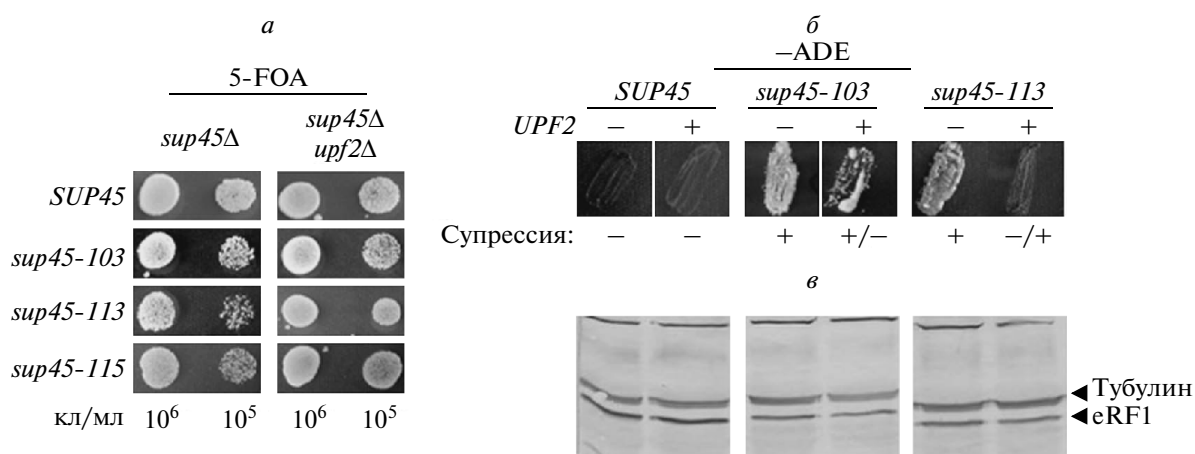 а
5-FOA
sup45Δ
sup45Δ
upf2Δ
SUP45
sup45-103
sup45-113
sup45-115
кл/мл 10⁶ 10⁵ 10⁶ 10⁵
б
−ADE
SUP45 sup45-103 sup45-113
UPF2 − + − + − +
Супрессия: − − + +/− + −/+
в
Тубулин
eRF1